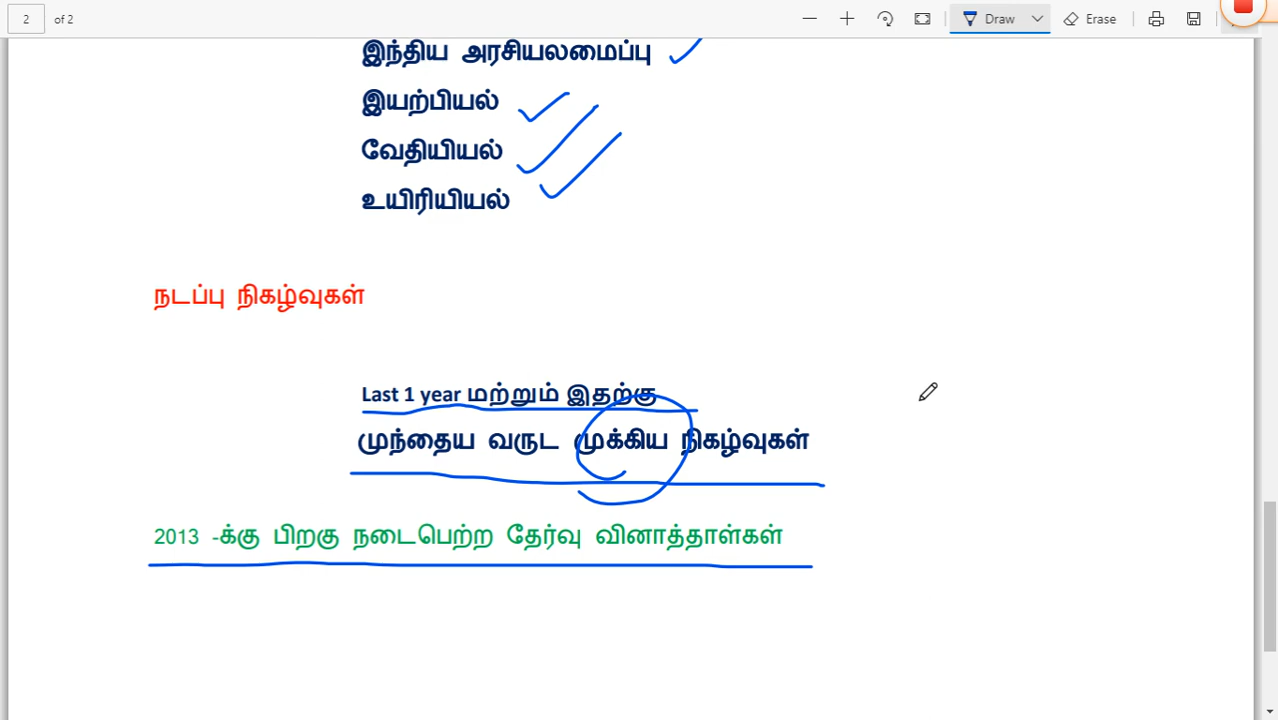 2 of 2 Draw Erase
இந்திய அரசியலமைப்பு
இயற்பியல்
வேதியியல்
உயிரியியல்
நடப்பு நிகழ்வுகள்
Last 1 year மற்றும் இதற்கு
முந்தைய வருட முக்கிய நிகழ்வுகள்
2013 -க்கு பிறகு நடைபெற்ற தேர்வு வினாத்தாள்கள்